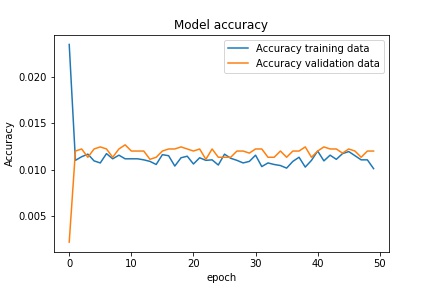 Model accuracy
Accuracy training data
Accuracy validation data
0.020
0.015
0.010
0.005
Accuracy
0
10
20
30
40
50
epoch